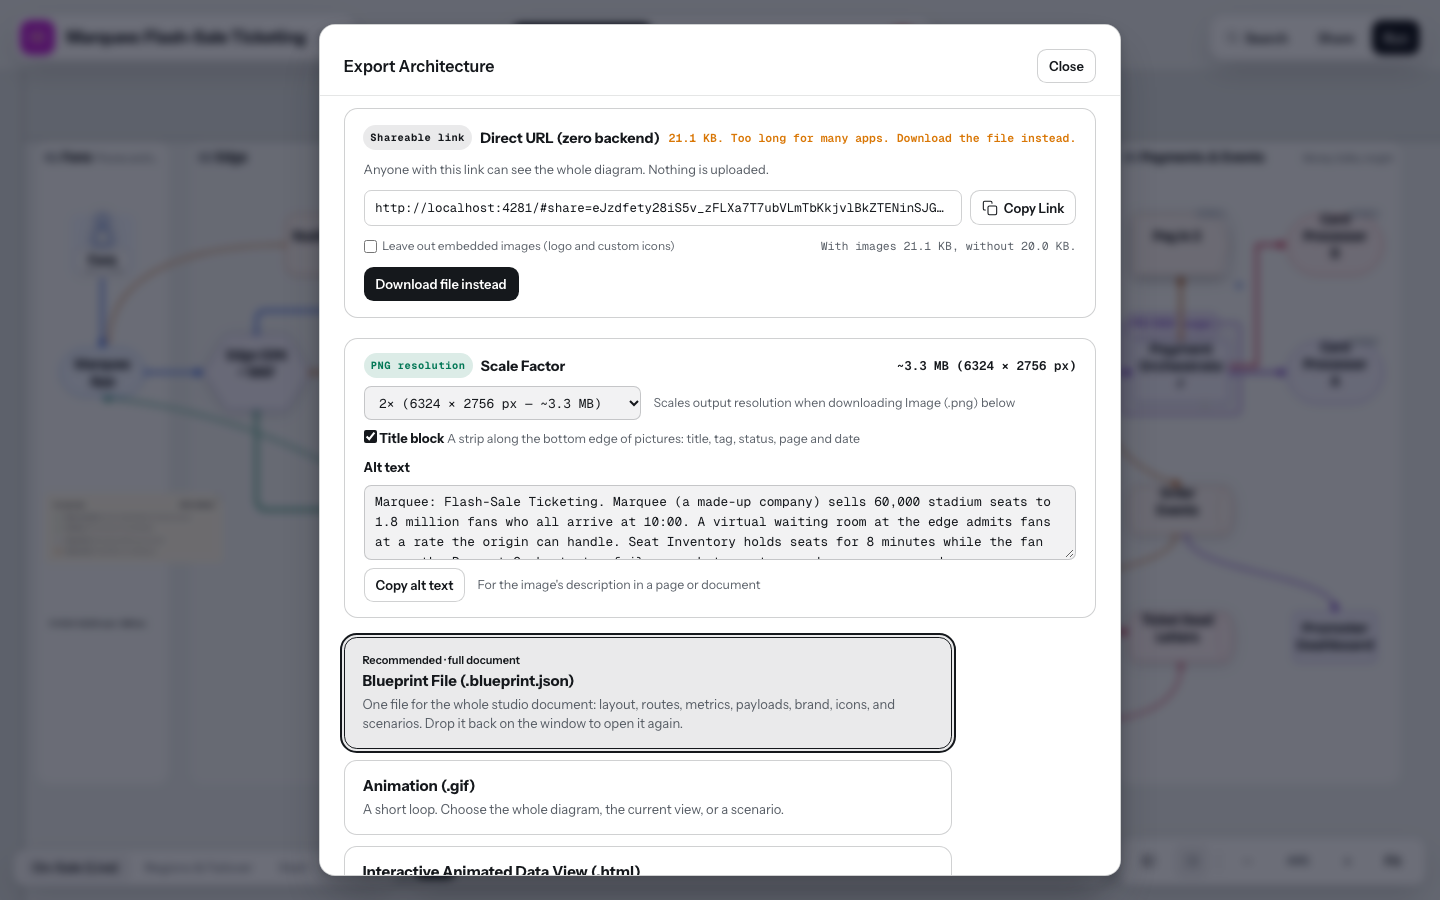 Marquee: Flash-Sale Ticketing
Search
Share
Export Architecture
Close
Shareable link
Direct URL (zero backend)
21.1 KB. Too long for many apps. Download the file instead.
Anyone with this link can see the whole diagram. Nothing is uploaded.
http://localhost:4281/#share=eJzdfety28iS5v_zFLXa7T7ubVLmTbKkjvlBkZTENinSJG…
Copy Link
Leave out embedded images (logo and custom icons)
With images 21.1 KB, without 20.0 KB.
Download file instead
PNG resolution
Scale Factor
~3.3 MB (6324 × 2756 px)
2× (6324 × 2756 px — ~3.3 MB)
Scales output resolution when downloading Image (.png) below
Title block A strip along the bottom edge of pictures: title, tag, status, page and date
Alt text
Marquee: Flash-Sale Ticketing. Marquee (a made-up company) sells 60,000 stadium seats to
1.8 million fans who all arrive at 10:00. A virtual waiting room at the edge admits fans
at a rate the origin can handle. Seat Inventory holds seats for 8 minutes while the fan
Copy alt text
For the image's description in a page or document
Recommended · full document
Blueprint File (.blueprint.json)
One file for the whole studio document: layout, routes, metrics, payloads, brand, icons, and
scenarios. Drop it back on the window to open it again.
Animation (.gif)
A short loop. Choose the whole diagram, the current view, or a scenario.
Interactive Animated Data View (.html)